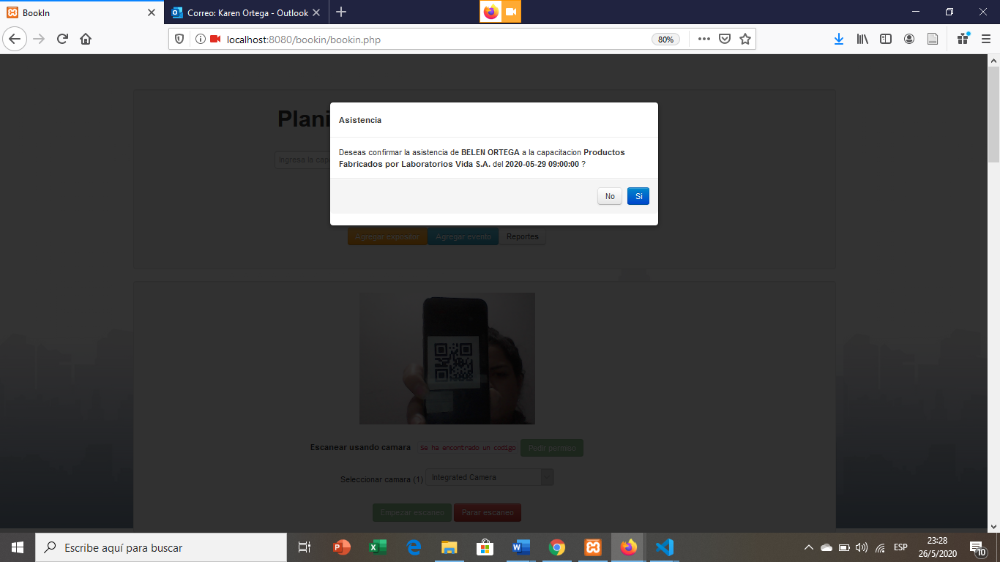 BookIn
Correo: Karen Ortega - Outlook
localhost:8080/bookin/bookin.php
80%
Plani
Ingresa la cap
Asistencia
Deseas confirmar la asistencia de BELEN ORTEGA a la capacitacion Productos
Fabricados por Laboratorios Vida S.A. del 2020-05-29 09:00:00 ?
No
Si
Agregar expositor
Agregar evento
Reportes
Escanear usando camara
Se ha encontrado un codigo
Pedir permiso
Seleccionar camara (1)
Integrated Camera
Empezar escaneo
Parar escaneo
Escribe aquí para buscar
ESP
23:28
26/5/2020
10